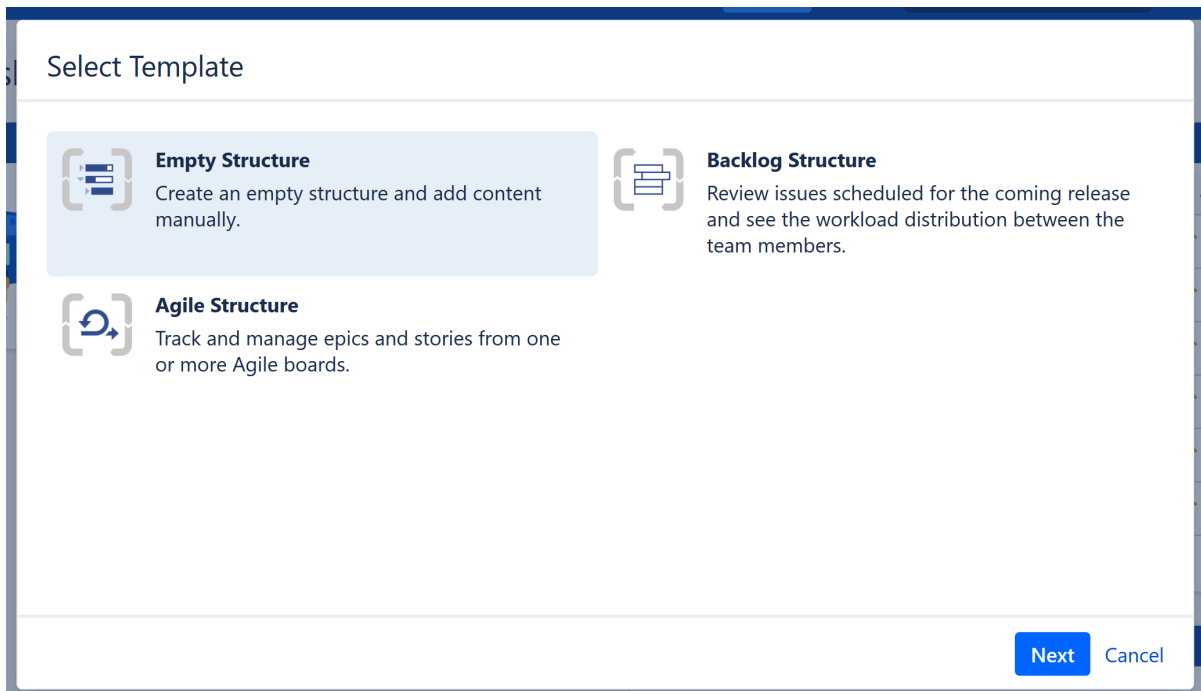 Select Template
Empty Structure
Create an empty structure and add content
manually.
Backlog Structure
Review issues scheduled for the coming release
and see the workload distribution between the
team members.
Agile Structure
Track and manage epics and stories from one
or more Agile boards.
Next
Cancel